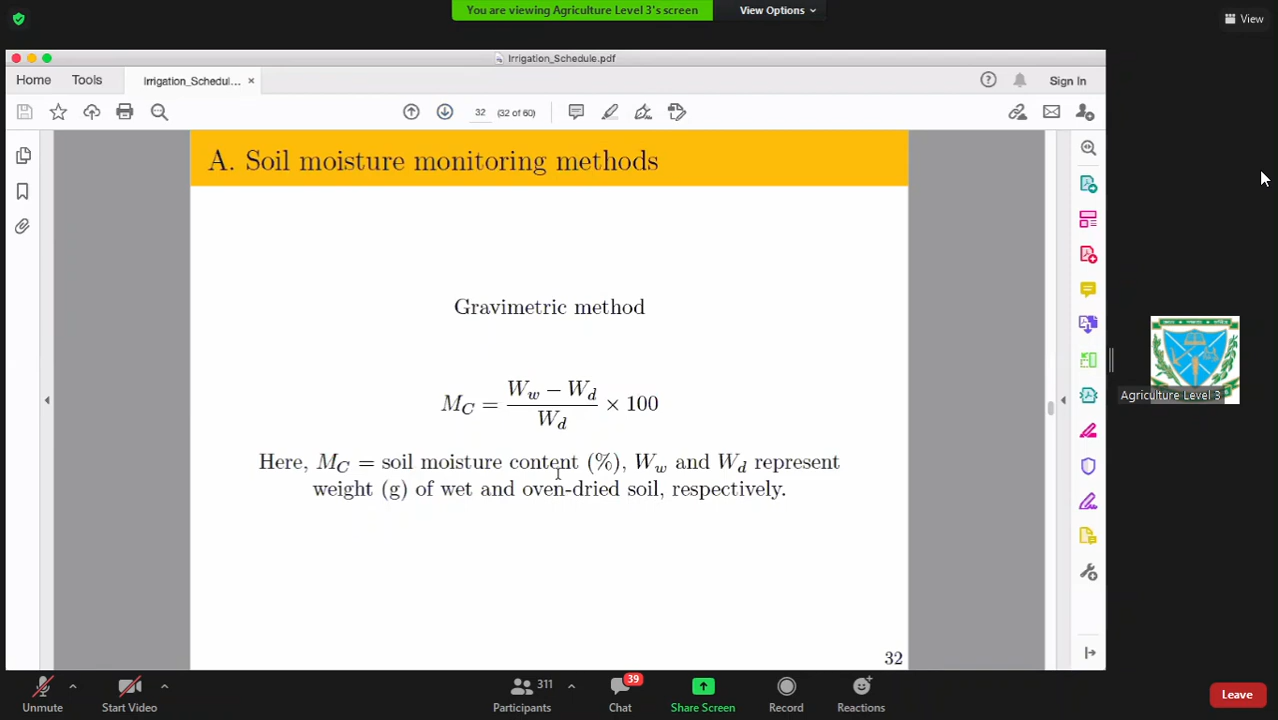 You are viewing Agriculture Level 3's screen
View Options
View
Irrigation_Schedule.pdf
Home
Tools
Irrigation_Schedul...
Sign In
32
(32 of 60)
A. Soil moisture monitoring methods
Gravimetric method
M_C = (W_w − W_d) / W_d × 100
Here, M_C = soil moisture content (%), W_w and W_d represent
weight (g) of wet and oven-dried soil, respectively.
32
Agriculture Level 3
Unmute
Start Video
311
Participants
39
Chat
Share Screen
Record
Reactions
Leave